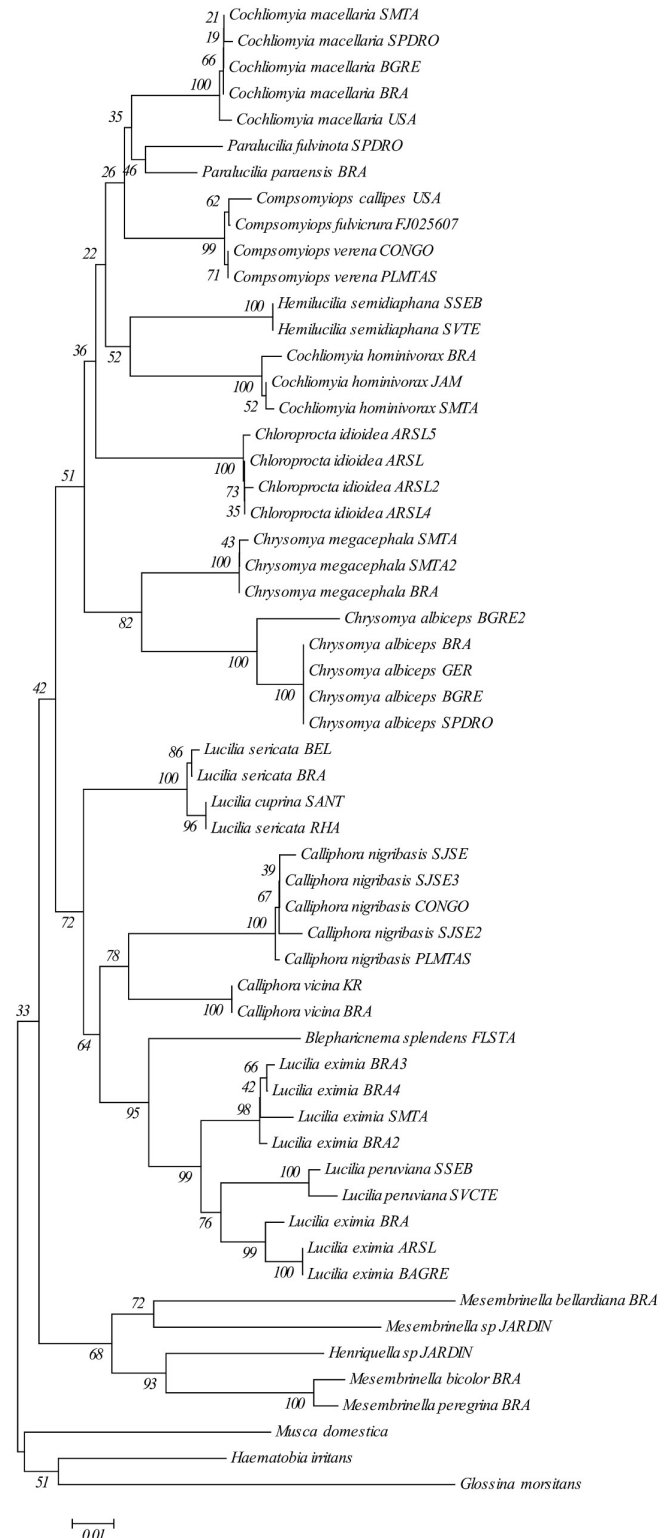 21
Cochliomyia macellaria SMTA
19
Cochliomyia macellaria SPDRO
66
Cochliomyia macellaria BGRE
100
Cochliomyia macellaria BRA
35
Cochliomyia macellaria USA
Paralucilia fulvinota SPDRO
26 46
Paralucilia paraensis BRA
62
Compsomyiops callipes USA
Compsomyiops fulvicrura FJ025607
22
99
Compsomyiops verena CONGO
71
Compsomyiops verena PLMTAS
100
Hemilucilia semidiaphana SSEB
Hemilucilia semidiaphana SVTE
36
52
Cochliomyia hominivorax BRA
100
Cochliomyia hominivorax JAM
52
Cochliomyia hominivorax SMTA
Chloroprocta idioidea ARSL5
100
Chloroprocta idioidea ARSL
51
73
Chloroprocta idioidea ARSL2
35
Chloroprocta idioidea ARSL4
43
Chrysomya megacephala SMTA
100
Chrysomya megacephala SMTA2
Chrysomya megacephala BRA
82
Chrysomya albiceps BGRE2
Chrysomya albiceps BRA
100
Chrysomya albiceps GER
42
100
Chrysomya albiceps BGRE
Chrysomya albiceps SPDRO
86
Lucilia sericata BEL
100
Lucilia sericata BRA
Lucilia cuprina SANT
96
Lucilia sericata RHA
Calliphora nigribasis SJSE
39
Calliphora nigribasis SJSE3
67
Calliphora nigribasis CONGO
72
100
Calliphora nigribasis SJSE2
78
Calliphora nigribasis PLMTAS
Calliphora vicina KR
100
Calliphora vicina BRA
33
64
Blepharicnema splendens FLSTA
66
Lucilia eximia BRA3
42
Lucilia eximia BRA4
95
98
Lucilia eximia SMTA
Lucilia eximia BRA2
99
100
Lucilia peruviana SSEB
Lucilia peruviana SVCTE
76
Lucilia eximia BRA
99
Lucilia eximia ARSL
100
Lucilia eximia BAGRE
72
Mesembrinella bellardiana BRA
Mesembrinella sp JARDIN
68
Henriquella sp JARDIN
93
Mesembrinella bicolor BRA
100
Mesembrinella peregrina BRA
Musca domestica
Haematobia irritans
51
Glossina morsitans
0.01